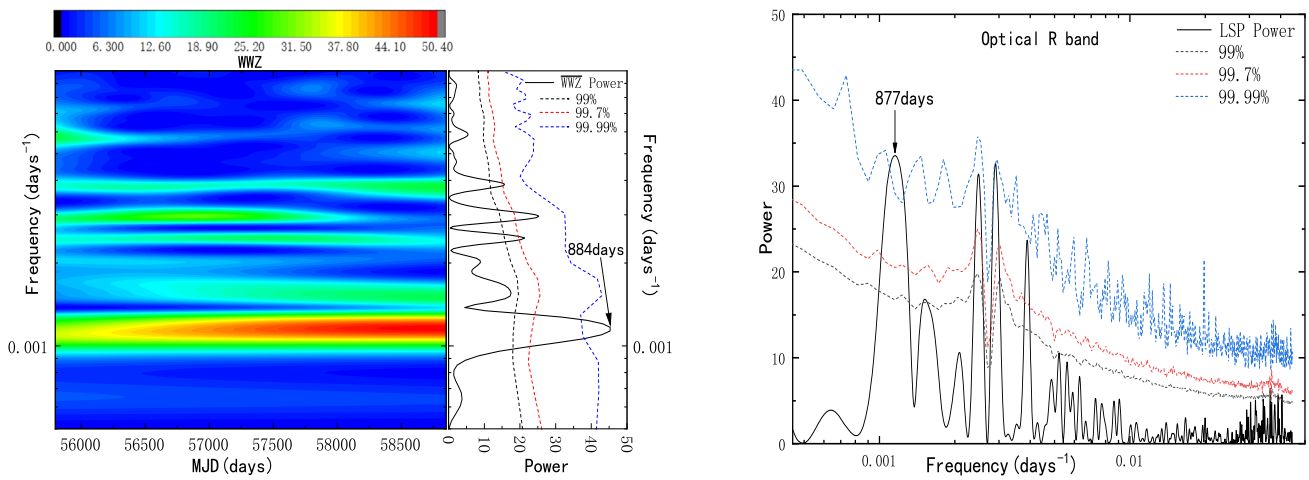 0.000 6.300 12.60 18.90 25.20 31.50 37.80 44.10 50.40
WWZ
Frequency(days⁻¹)
0.001
56000 56500 57000 57500 58000 58500
MJD(days)
WWZ Power
99%
99.7%
99.99%
884days
0 10 20 30 40 50
Power
Frequency(days⁻¹)
0.001
50
40
30
20
10
0
Power
Optical R band
LSP Power
99%
99.7%
99.99%
877days
0.001 0.01
Frequency(days⁻¹)